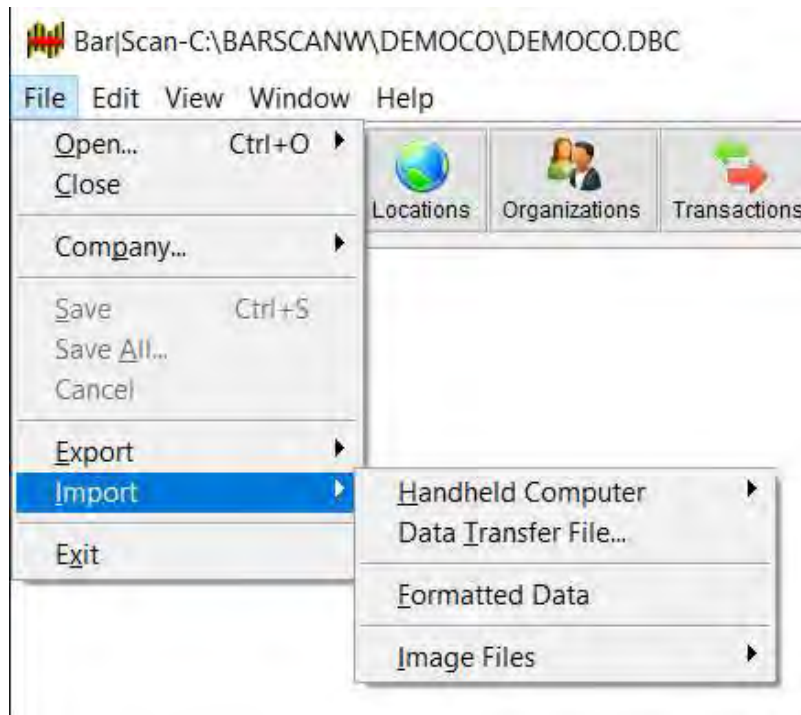 Bar|Scan-C:\BARSCANW\DEMOCO\DEMOCO.DBC
File Edit View Window Help
Open... Ctrl+O
Close
Locations Organizations Transactions
Company...
Save Ctrl+S
Save All...
Cancel
Export
Import
Handheld Computer
Data Transfer File...
Exit
Formatted Data
Image Files